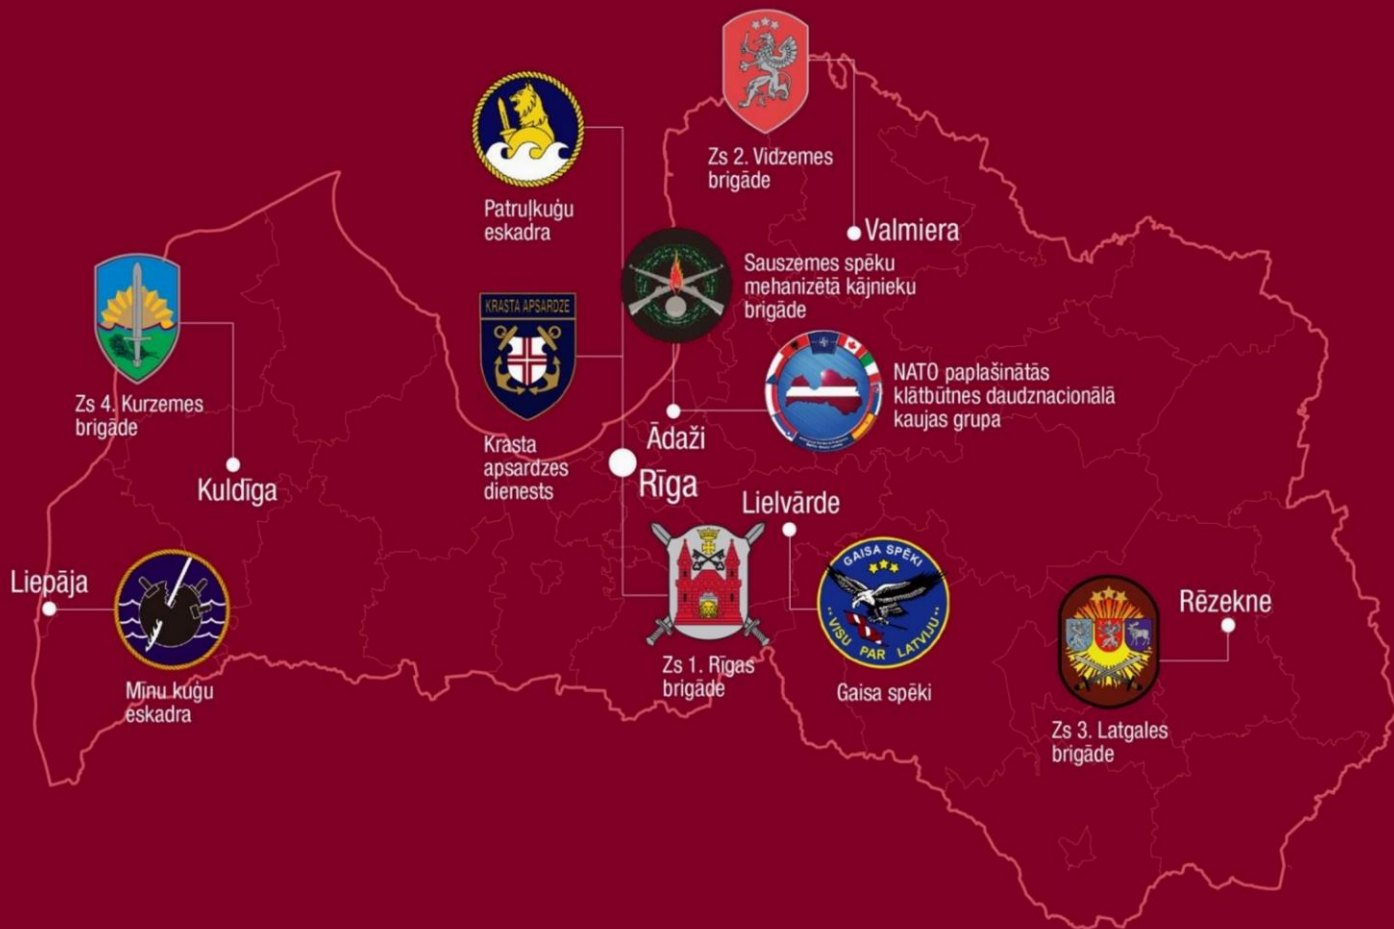 Zs 2. Vidzemes
brigāde
Valmiera
Patruļkuģu
eskadra
Sauszemes spēku
mehanizētā kājnieku
brigāde
KRASTA APSARDZE
Krasta
apsardzes
dienests
NATO paplašinātās
klātbūtnes daudznacionālā
kaujas grupa
Ādaži
Rīga
Zs 4. Kurzemes
brigāde
Kuldīga
Liepāja
Mīnu kuģu
eskadra
Zs 1. Rīgas
brigāde
Lielvārde
GAISA SPĒKI
VISU PAR LATVIJU
Gaisa spēki
Rēzekne
Zs 3. Latgales
brigāde